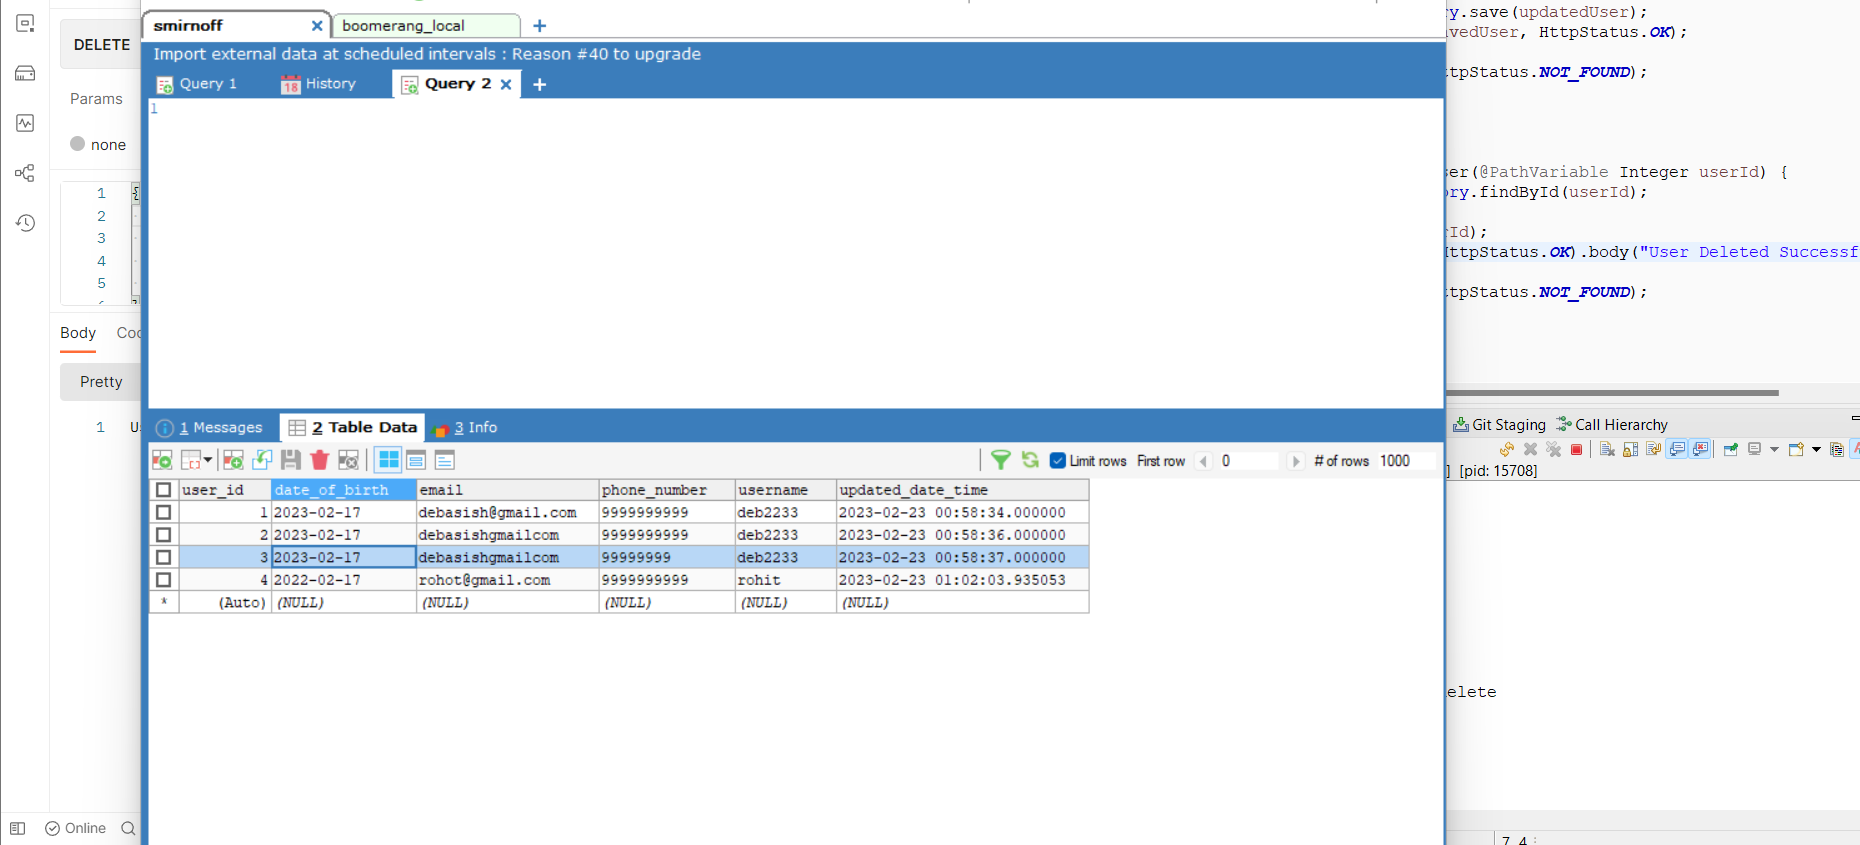 smirnoff
boomerang_local
Import external data at scheduled intervals : Reason #40 to upgrade
Query 1
18 History
Query 2
1
DELETE
Params
none
1
2
3
4
5
Body
Pretty
1
Online
1 Messages
2 Table Data
3 Info
Limit rows First row 0 # of rows 1000
user_id date_of_birth email phone_number username updated_date_time
1 2023-02-17 debasish@gmail.com 9999999999 deb2233 2023-02-23 00:58:34.000000
2 2023-02-17 debasishgmailcom 9999999999 deb2233 2023-02-23 00:58:36.000000
3 2023-02-17 debasishgmailcom 99999999 deb2233 2023-02-23 00:58:37.000000
4 2022-02-17 rohot@gmail.com 9999999999 rohit 2023-02-23 01:02:03.935053
* (Auto) (NULL) (NULL) (NULL) (NULL) (NULL)
ry.save(updatedUser);
avedUser, HttpStatus.OK);
ttpStatus.NOT_FOUND);
ser(@PathVariable Integer userId) {
ory.findById(userId);
rId);
HttpStatus.OK).body("User Deleted Successf
ttpStatus.NOT_FOUND);
Git Staging Call Hierarchy
] [pid: 15708]
elete